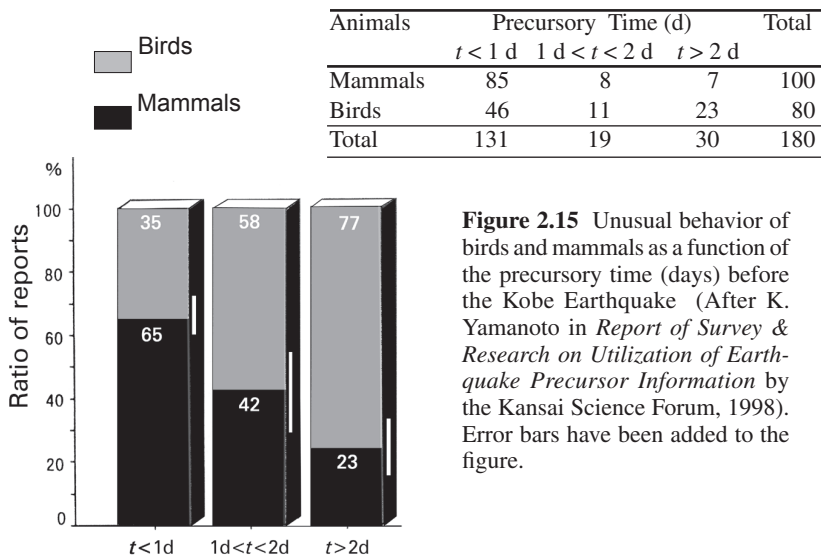 Birds
Mammals
Animals Precursory Time (d) Total
t < 1 d 1 d < t < 2 d t > 2 d
Mammals 85 8 7 100
Birds 46 11 23 80
Total 131 19 30 180
%
100
80
60
40
20
0
Ratio of reports
35 58 77
65 42 23
t<1d 1d<t<2d t>2d
Figure 2.15 Unusual behavior of
birds and mammals as a function of
the precursory time (days) before
the Kobe Earthquake (After K.
Yamanoto in Report of Survey &
Research on Utilization of Earth-
quake Precursor Information by
the Kansai Science Forum, 1998).
Error bars have been added to the
figure.